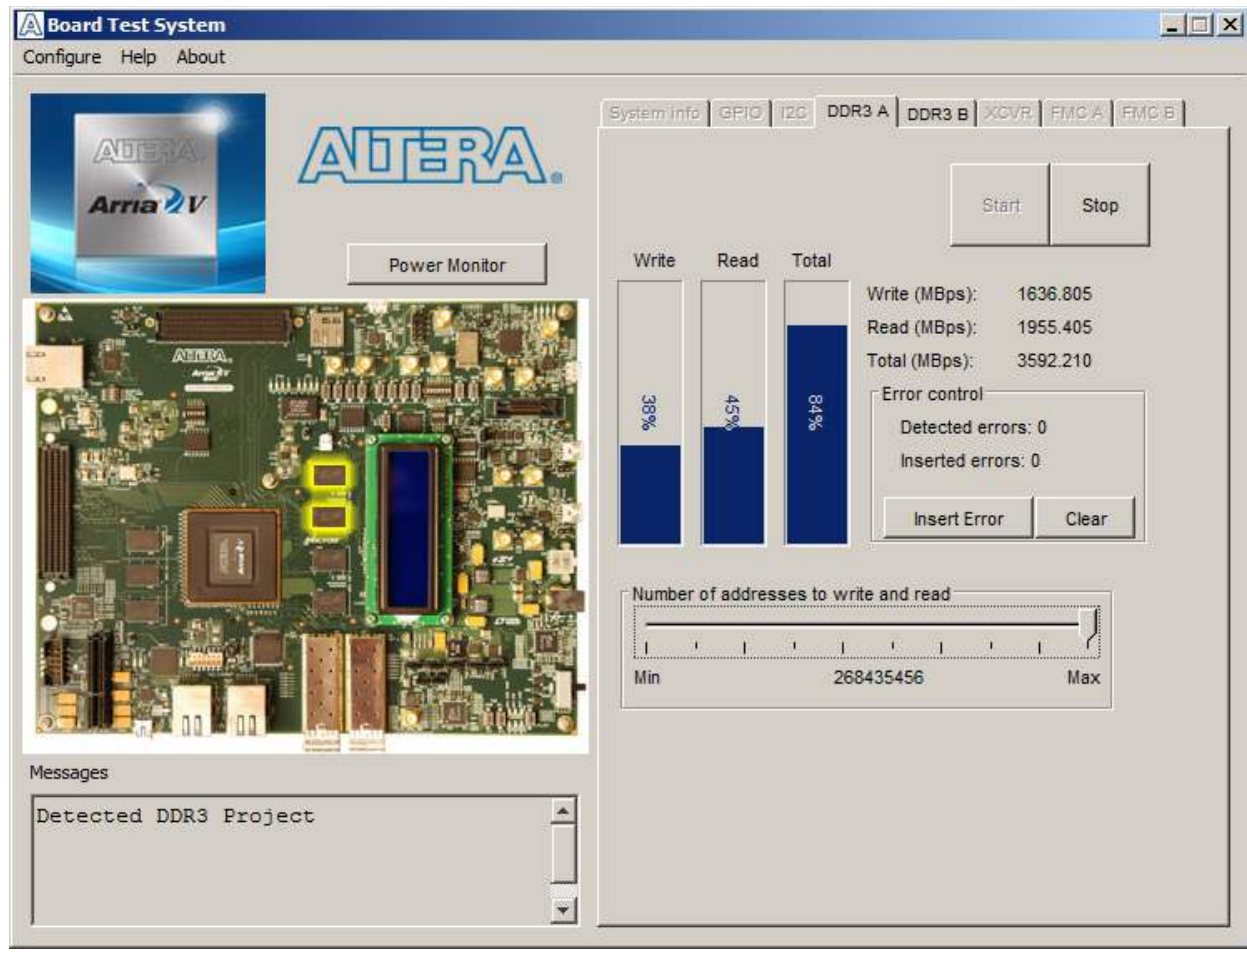 Board Test System
Configure Help About
ALTERA
Arria V
ALTERA®
Power Monitor
ALTERA
Messages
Detected DDR3 Project
System info GPIO I2C DDR3 A DDR3 B XCVR FMC A FMC B
Start Stop
Write Read Total
38% 45% 84%
Write (MBps): 1636.805
Read (MBps): 1955.405
Total (MBps): 3592.210
Error control
Detected errors: 0
Inserted errors: 0
Insert Error Clear
Number of addresses to write and read
Min 268435456 Max